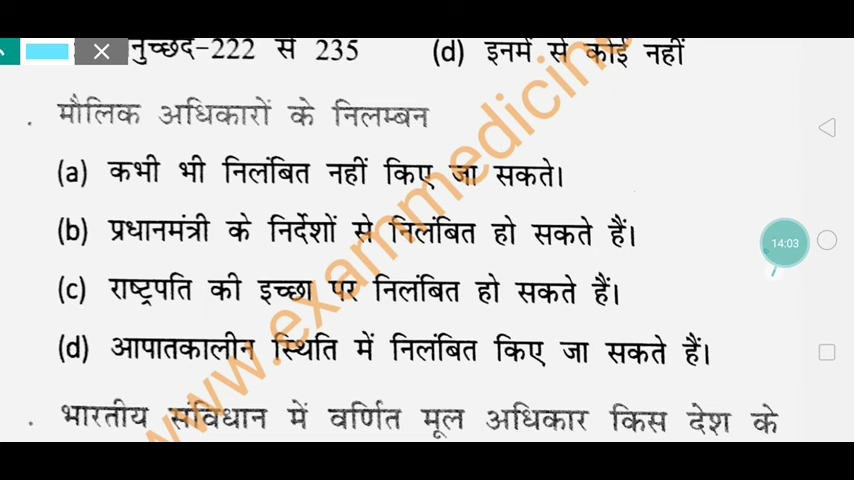 नुच्छेद-222 से 235 (d) इनमें से कोई नहीं
. मौलिक अधिकारों के निलम्बन
(a) कभी भी निलंबित नहीं किए जा सकते।
(b) प्रधानमंत्री के निर्देशों से निलंबित हो सकते हैं।
(c) राष्ट्रपति की इच्छा पर निलंबित हो सकते हैं।
(d) आपातकालीन स्थिति में निलंबित किए जा सकते हैं।
. भारतीय संविधान में वर्णित मूल अधिकार किस देश के
www.exammedicin
14:03